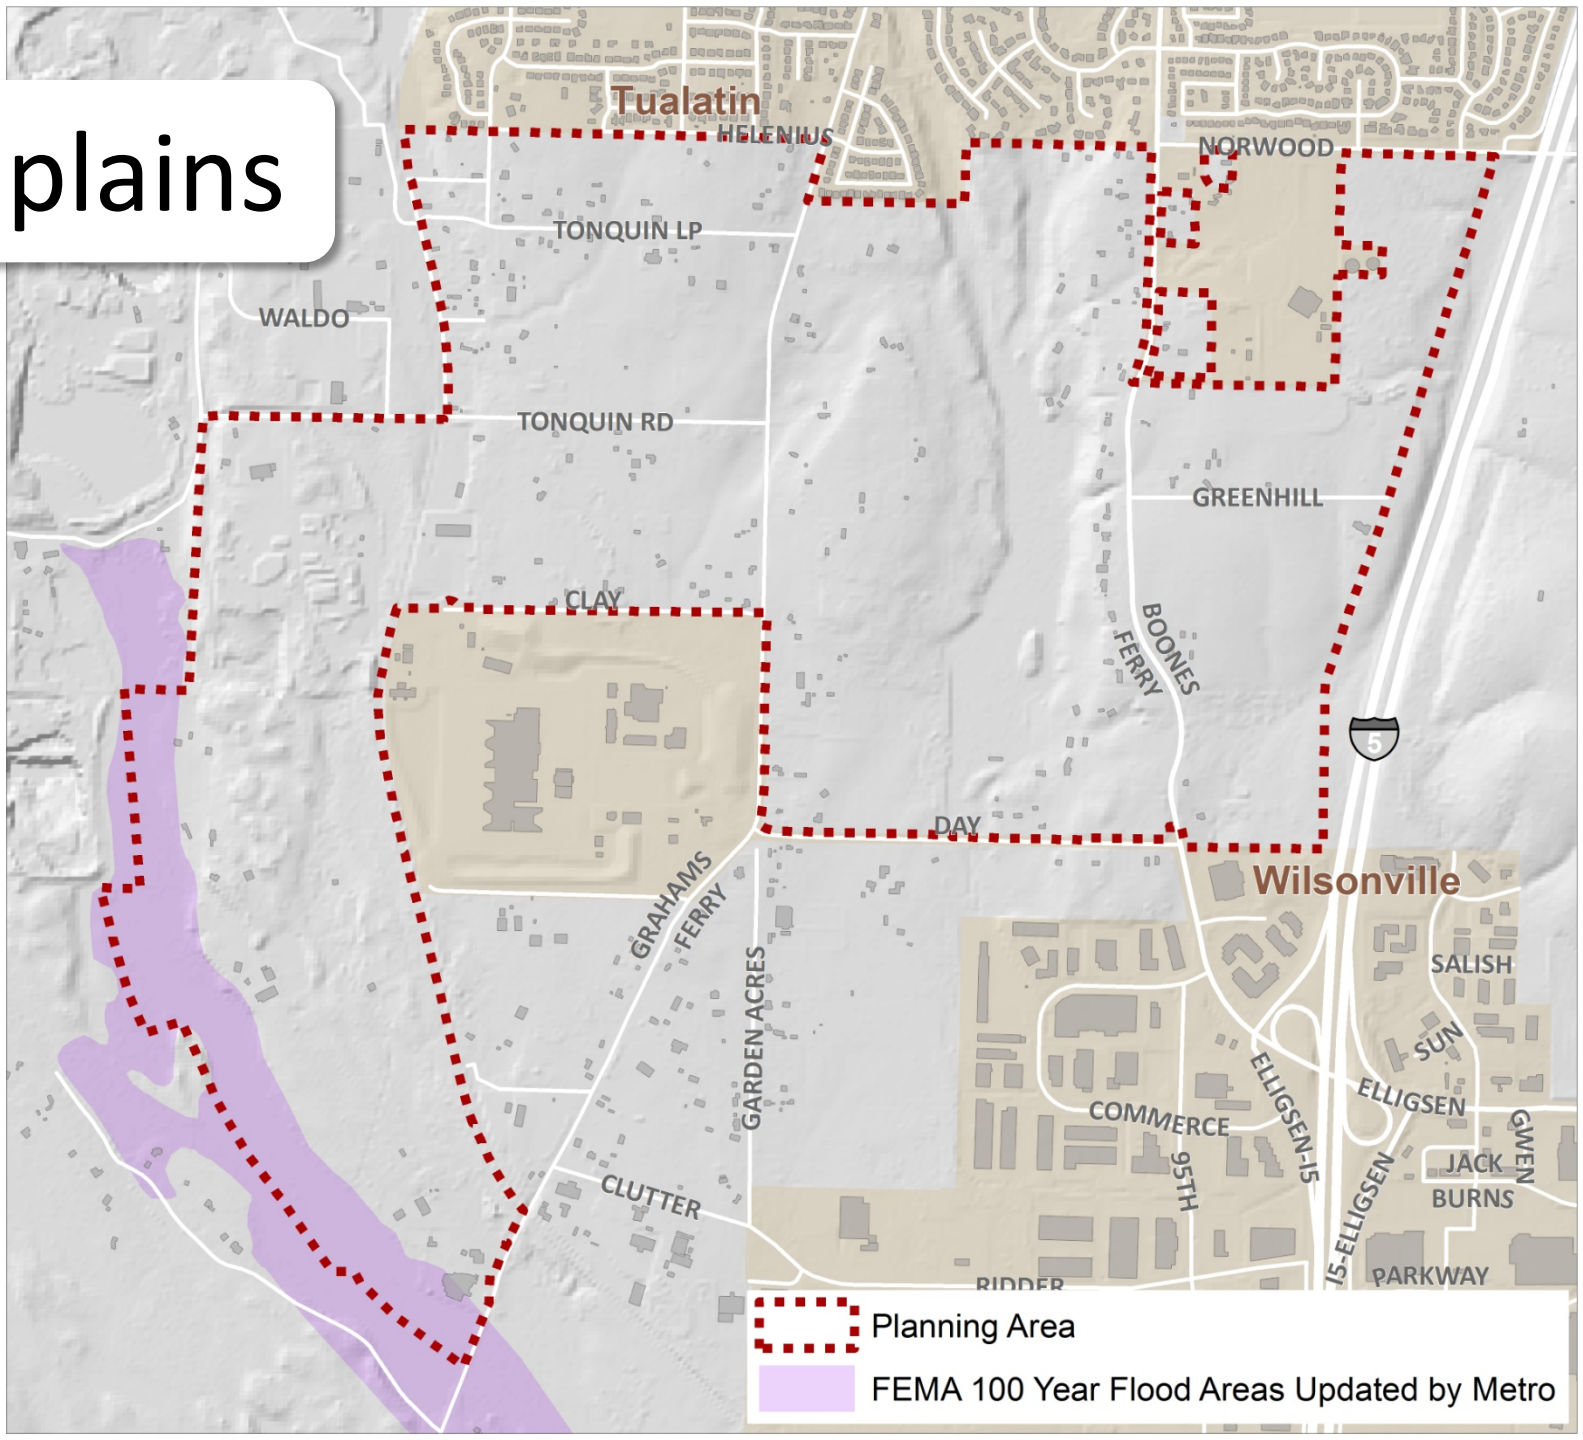 plains
Tualatin
HELENIUS
NORWOOD
TONQUIN LP
WALDO
TONQUIN RD
GREENHILL
CLAY
BOONES
FERRY
5
DAY
Wilsonville
GRAHAMS
FERRY
GARDEN ACRES
SALISH
SUN
ELLIGSEN
ELLIGSEN-I5
COMMERCE
GWEN
95TH
JACK
BURNS
CLUTTER
I5-ELLIGSEN
PARKWAY
RIDDER
Planning Area
FEMA 100 Year Flood Areas Updated by Metro